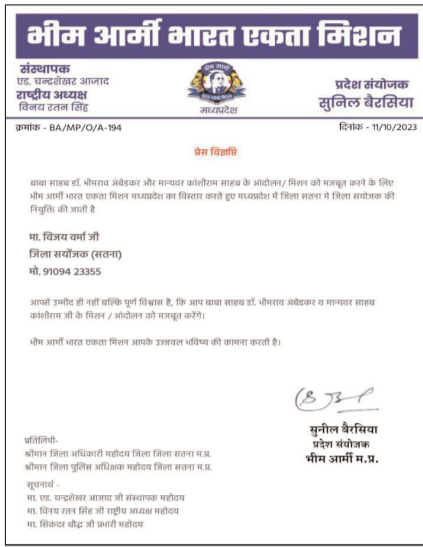 भीम आर्मी भारत एकता मिशन
संस्थापक
एड. चन्द्रशेखर आजाद
राष्ट्रीय अध्यक्ष
विनय रतन सिंह
भीम आर्मी
मध्यप्रदेश
प्रदेश संयोजक
सुनिल बैरसिया
क्रमांक - BA/MP/O/A-194
दिनांक - 11/10/2023
प्रेस विज्ञप्ति
बाबा साहब डॉ. भीमराव अंबेडकर और मान्यवर कांशीराम साहब के आंदोलन/ मिशन को मजबूत करने के लिए
भीम आर्मी भारत एकता मिशन मध्यप्रदेश का विस्तार करते हुए मध्यप्रदेश में जिला सतना मे जिला सयोजक की
नियुक्ति की जाती है
मा. विजय वर्मा जी
जिला सर्योजक (सतना)
मो. 91094 23355
आपसे उम्मीद ही नहीं बल्कि पूर्ण विश्वास है, कि आप बाबा साहब डॉ. भीमराव अंबेडकर व मान्यवर साहब
कांशीराम जी के मिशन / आंदोलन को मजबूत करेंगे।
भीम आर्मी भारत एकता मिशन आपके उज्जवल भविष्य की कामना करती है।
सुनील बैरसिया
प्रदेश संयोजक
भीम आर्मी म.प्र.
प्रतिलिपी-
श्रीमान जिला अधिकारी महोदय जिला जिला सतना म.प्र.
श्रीमान जिला पुलिस अधिक्षक महोदय जिला सतना म.प्र.
सूचनार्थ -
मा. एड. चन्द्रशेखर आजाद जी संस्थापक महोदय
मा. विनय रतन सिंह जी राष्ट्रीय अध्यक्ष महोदय
मा. सिकंदर बौद्ध जी प्रभारी महोदय